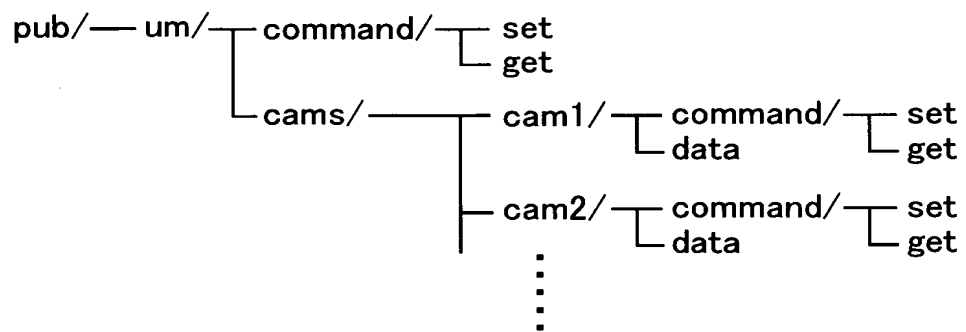 pub/ um/ command/ set
get
cams/ cam1/ command/ set
data get
cam2/ command/ set
data get